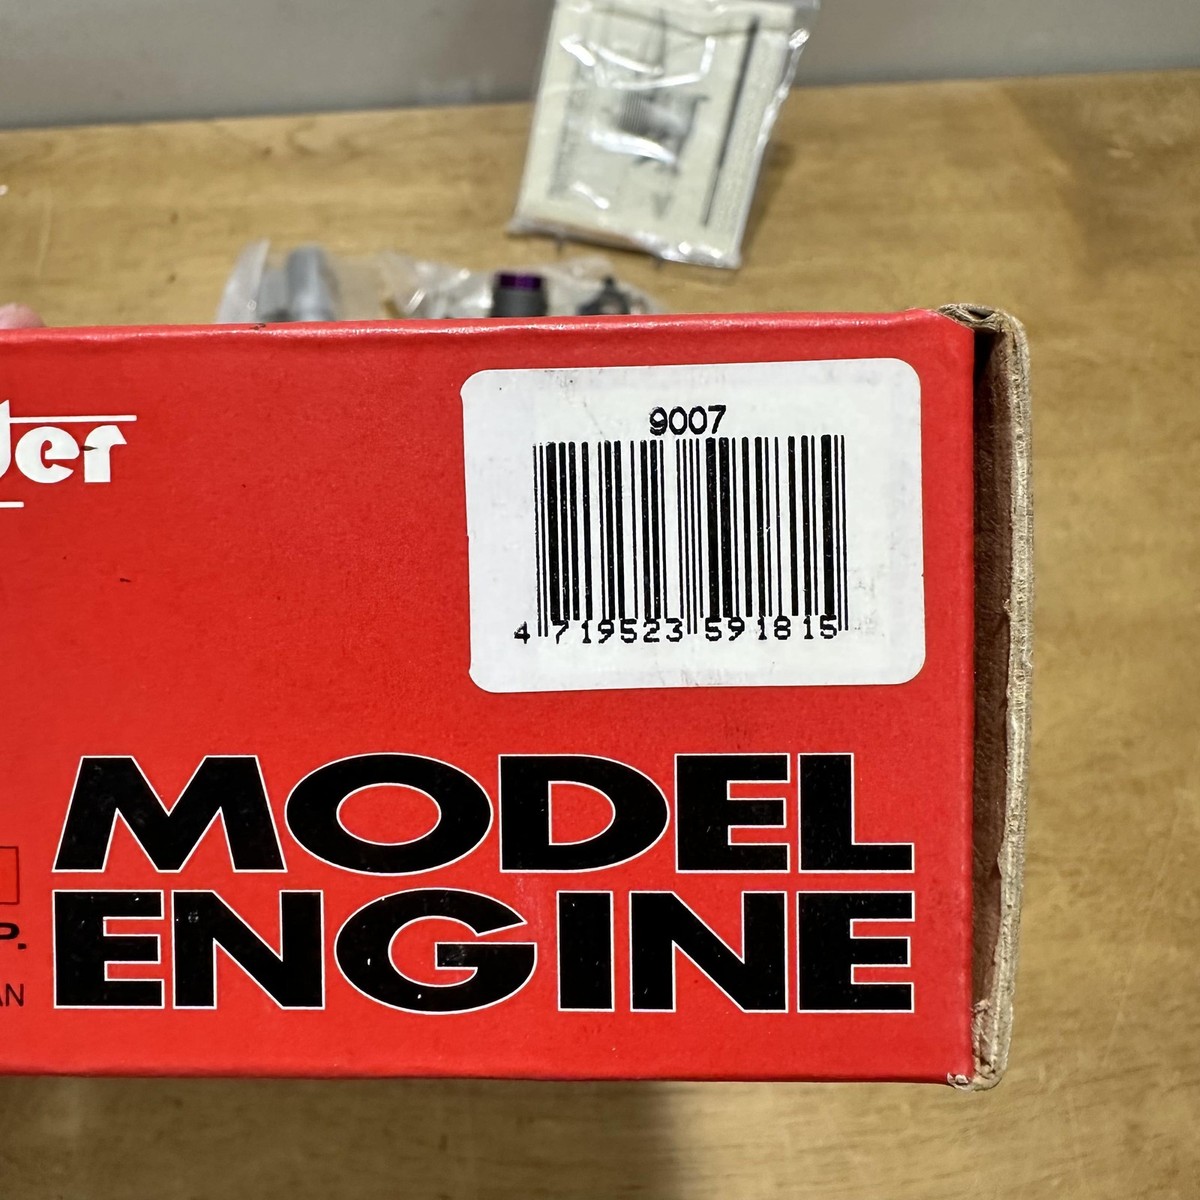 9007
4 719523 591815
der
MODEL
ENGINE
P.
AN